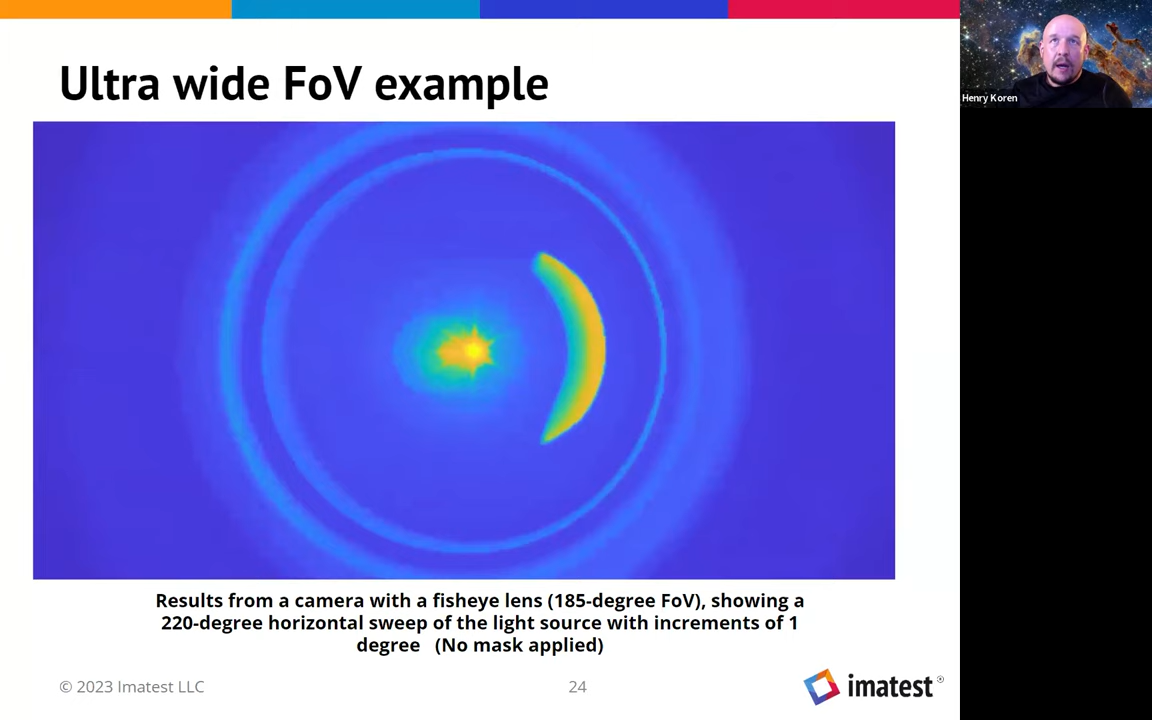 Ultra wide FoV example
Henry Koren
Results from a camera with a fisheye lens (185-degree FoV), showing a
220-degree horizontal sweep of the light source with increments of 1
degree (No mask applied)
© 2023 Imatest LLC
24
imatest®